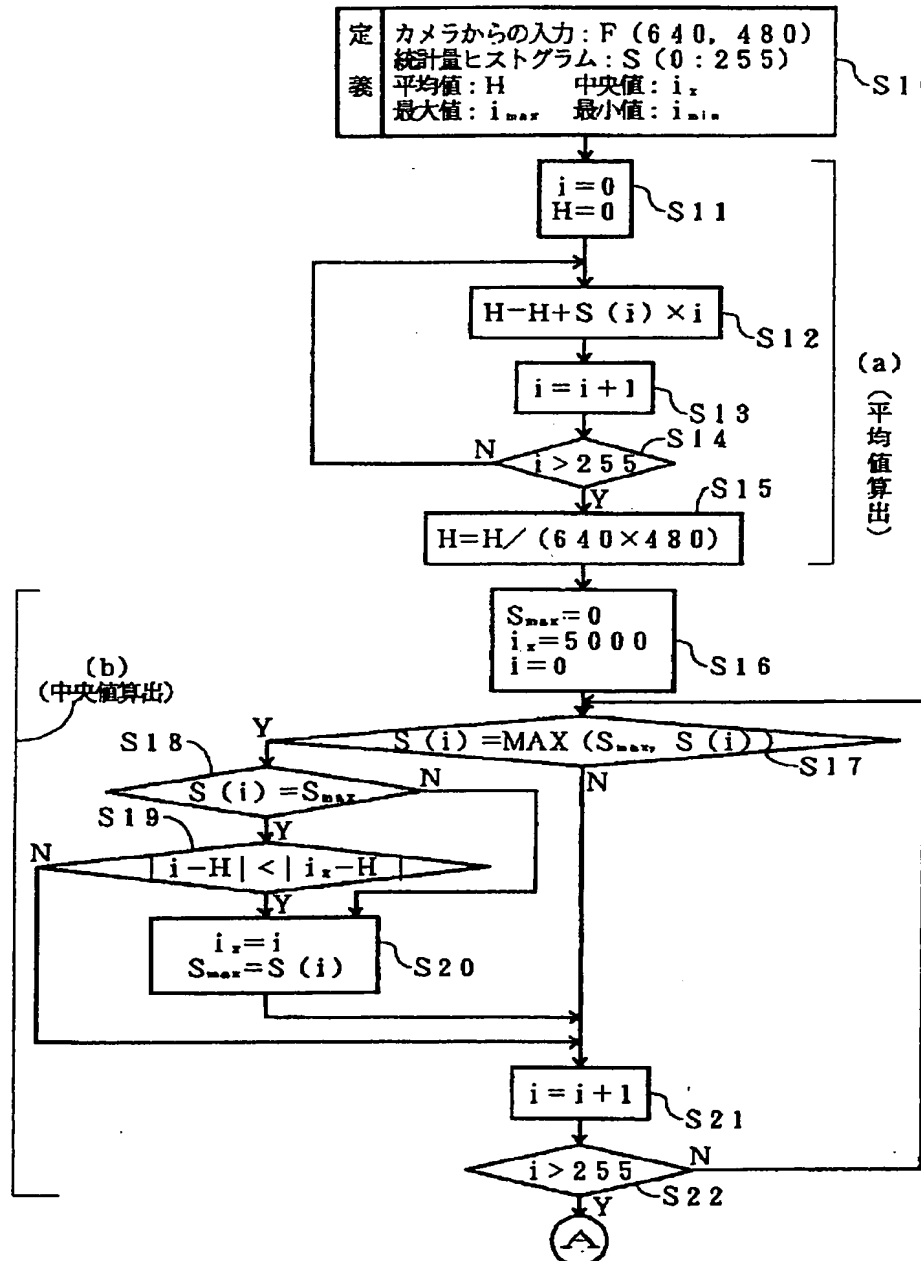 定義
カメラからの入力：F（640，480）
統計量ヒストグラム：S（0：255）
平均値：H　中央値：ix
最大値：imax　最小値：imin
S1
i＝0
H＝0
S11
H−H＋S（i）×i
S12
i＝i＋1
S13
S14
N
i＞255
Y
S15
H＝H／（640×480）
(a)
（平均値算出）
Smax＝0
ix＝5000
i＝0
S16
(b)
（中央値算出）
Y
S（i）＝MAX（Smax，S（i））
S17
N
S18
S（i）＝Smax
N
Y
S19
N
｜i−H｜＜｜ix−H｜
Y
ix＝i
Smax＝S（i）
S20
i＝i＋1
S21
i＞255
N
S22
Y
A